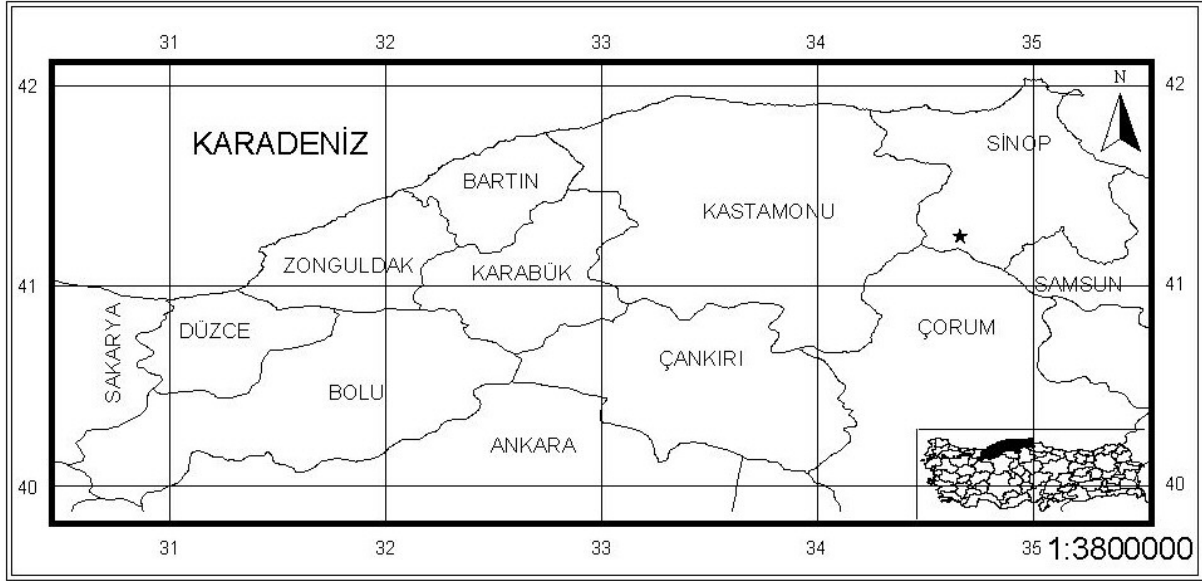 31 32 33 34 35
42 42
N
KARADENİZ
SİNOP
BARTIN
KASTAMONU
ZONGULDAK
KARABÜK
41 41
SAMSUN
SAKARYA
DÜZCE
ÇORUM
ÇANKIRI
BOLU
ANKARA
40 40
31 32 33 34 35
1:3800000